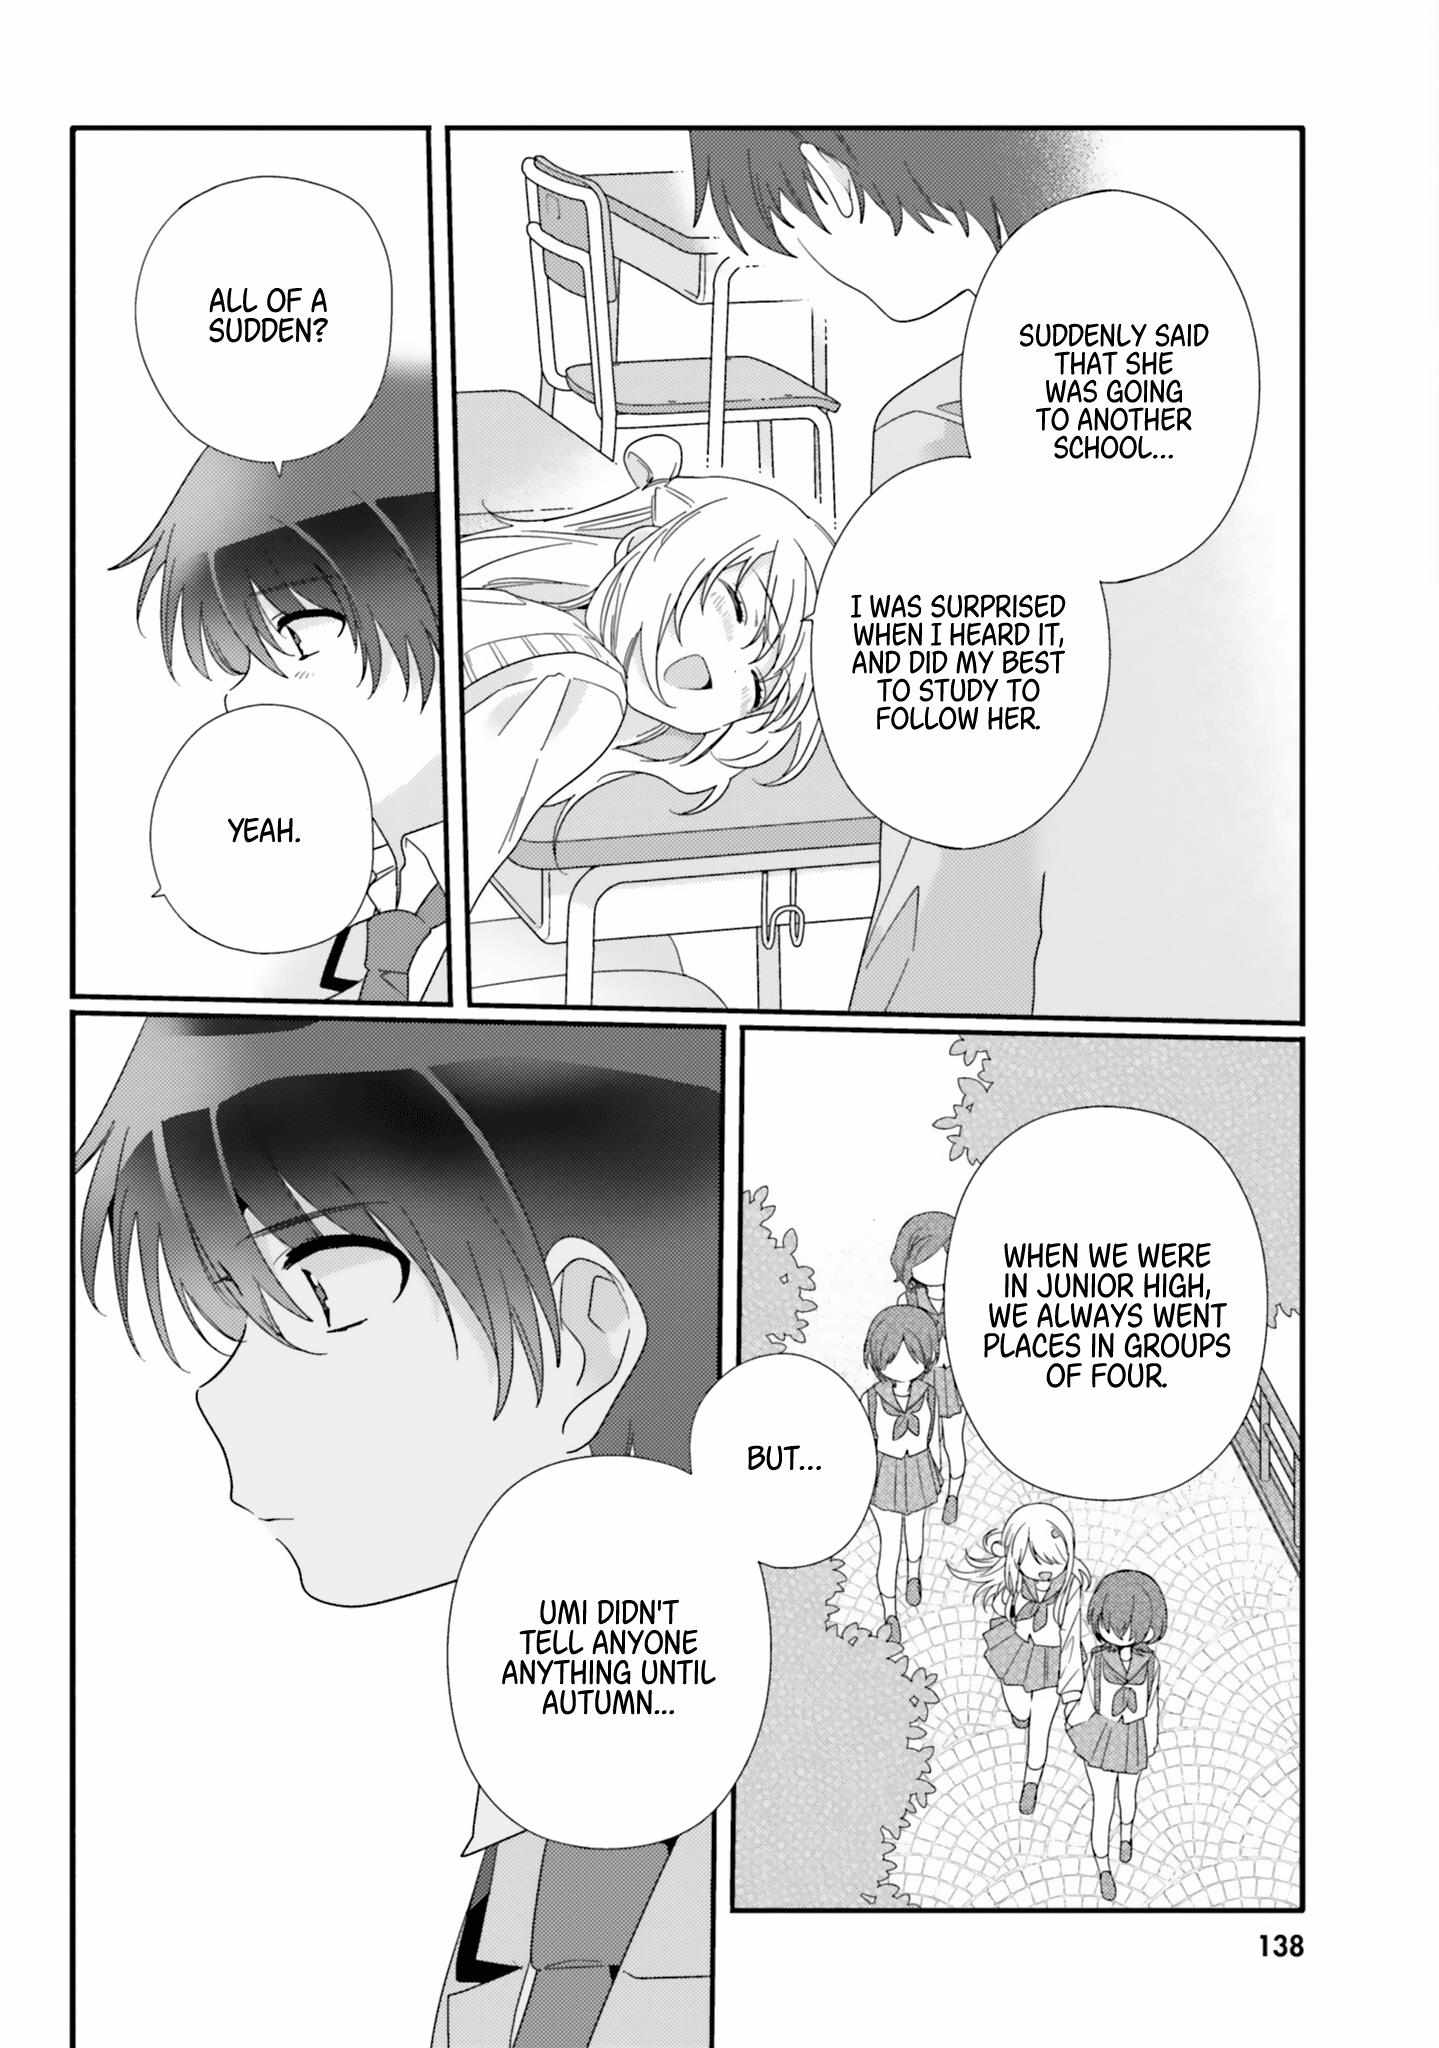 SUDDENLY SAID
THAT SHE
WAS GOING
TO ANOTHER
SCHOOL...
I WAS SURPRISED
WHEN I HEARD IT,
AND DID MY BEST
TO STUDY TO
FOLLOW HER.
ALL OF A
SUDDEN?
YEAH.
WHEN WE WERE
IN JUNIOR HIGH,
WE ALWAYS WENT
PLACES IN GROUPS
OF FOUR.
BUT...
UMI DIDN'T
TELL ANYONE
ANYTHING UNTIL
AUTUMN...
138